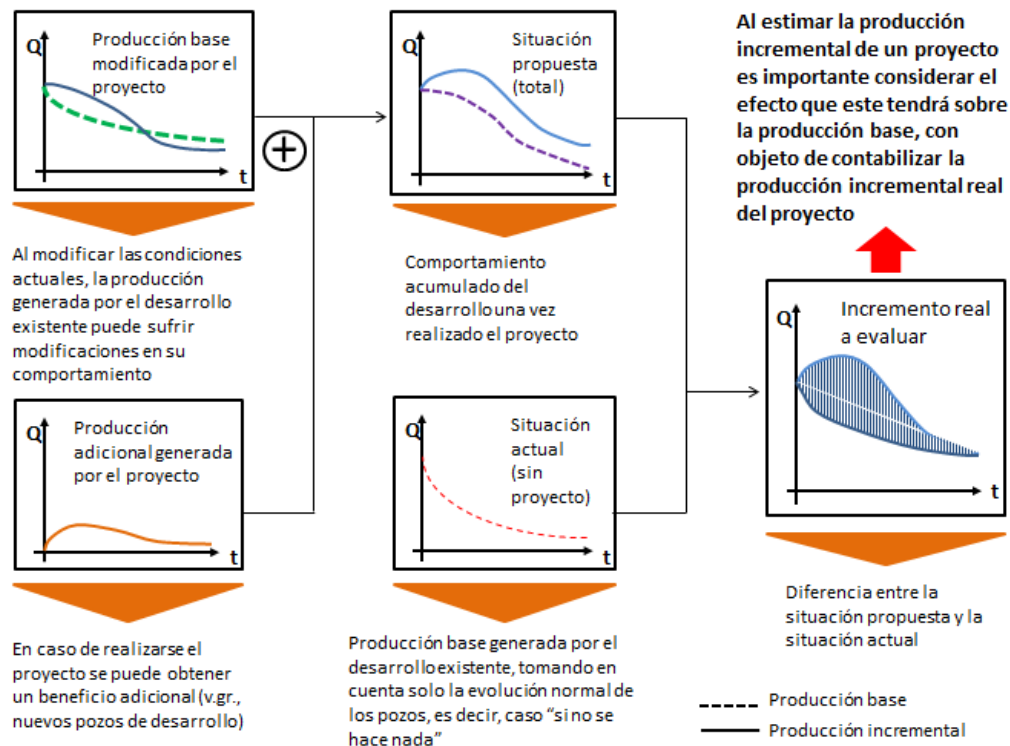 Q
Producción base
modificada por el
proyecto
t
Al modificar las condiciones
actuales, la producción
generada por el desarrollo
existente puede sufrir
modificaciones en su
comportamiento
Q
Producción
adicional generada
por el proyecto
t
En caso de realizarse el
proyecto se puede obtener
un beneficio adicional (v.gr.,
nuevos pozos de desarrollo)
+
Q
Situación
propuesta
(total)
t
Comportamiento
acumulado del
desarrollo una vez
realizado el proyecto
Q
Situación
actual
(sin
proyecto)
t
Producción base generada por el
desarrollo existente, tomando en
cuenta solo la evolución normal de
los pozos, es decir, caso “si no se
hace nada”
Al estimar la producción
incremental de un proyecto
es importante considerar el
efecto que este tendrá sobre
la producción base, con
objeto de contabilizar la
producción incremental real
del proyecto
Q
Incremento real
a evaluar
t
Diferencia entre la
situación propuesta y la
situación actual
Producción base
Producción incremental